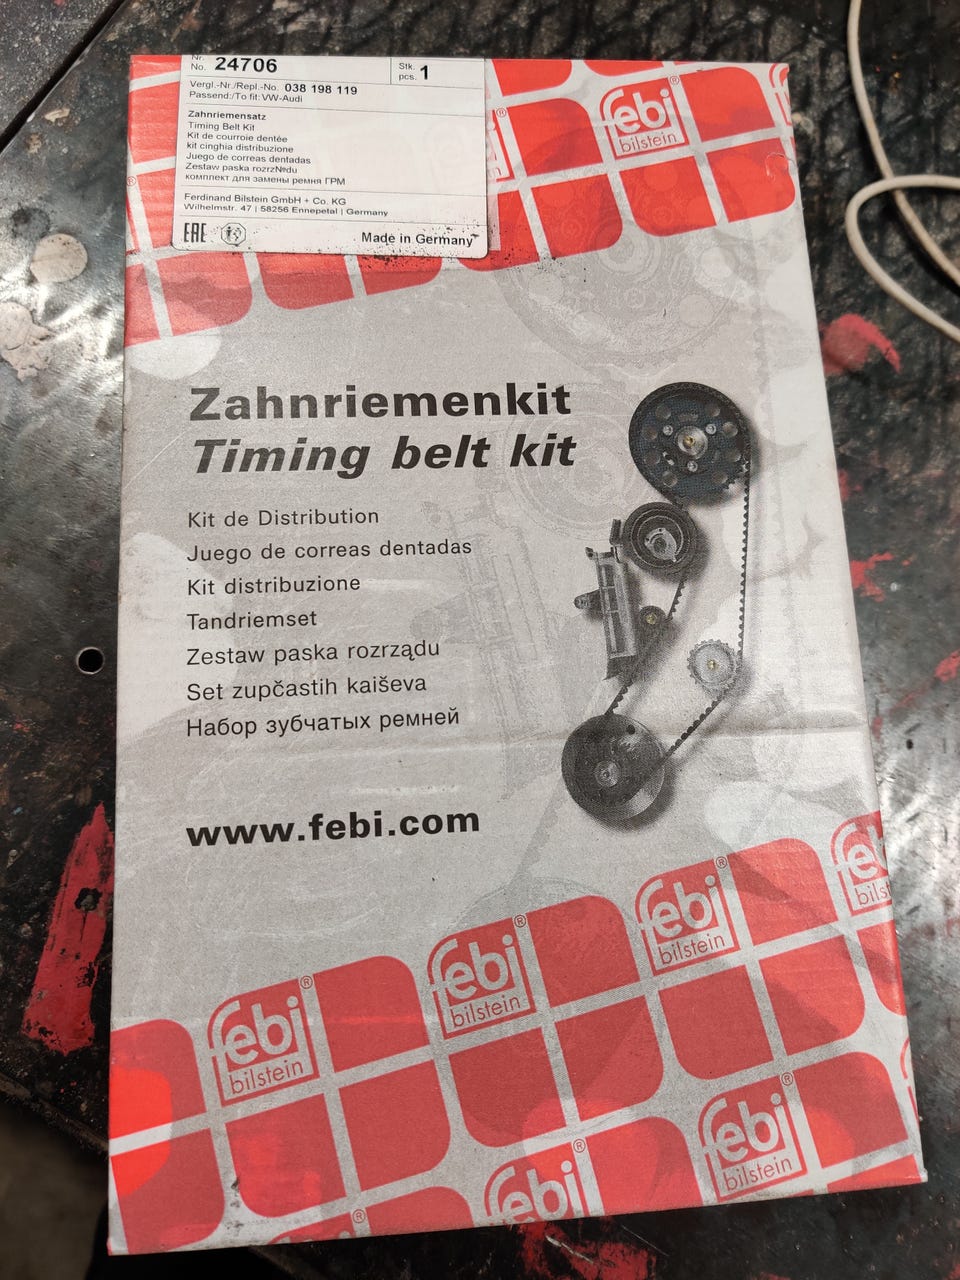 Nr.
No. 24706
Stk.
pcs. 1
Vergl.-Nr./Repl.-No. 038 198 119
Passend:/To fit: VW-Audi
Zahnriemensatz
Timing Belt Kit
Kit de courroie dentée
kit cinghia distribuzione
Juego de correas dentadas
Zestaw paska rozrz№du
комплект для замены ремня ГРМ
Ferdinand Bilstein GmbH + Co. KG
Wilhelmstr. 47 | 58256 Ennepetal | Germany
EAC
Made in Germany
febi®
bilstein
Zahnriemenkit
Timing belt kit
Kit de Distribution
Juego de correas dentadas
Kit distribuzione
Tandriemset
Zestaw paska rozrządu
Set zupčastih kaiševa
Набор зубчатых ремней
www.febi.com
febi
bilstein
febi®
bilstein
febi®
bilstein
febi®
bilstein
febi®
bilstein
febi®